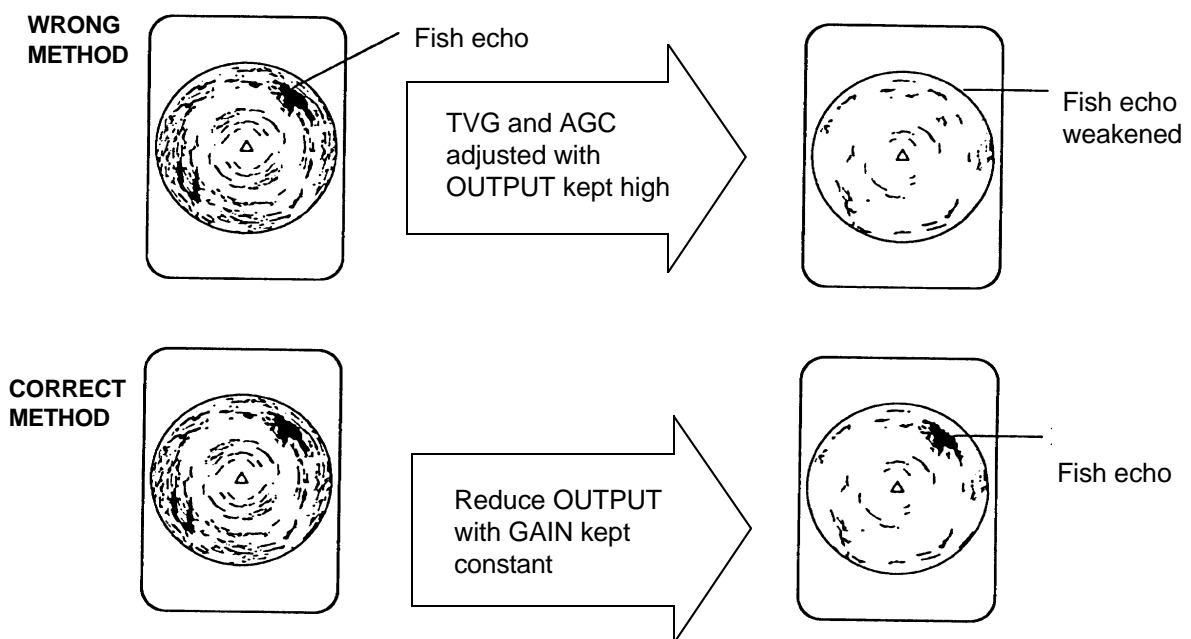 WRONG
METHOD
Fish echo
TVG and AGC
adjusted with
OUTPUT kept high
Fish echo
weakened
CORRECT
METHOD
Reduce OUTPUT
with GAIN kept
constant
Fish echo